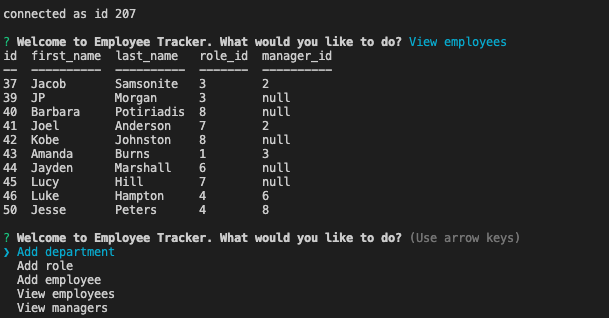 connected as id 207
? Welcome to Employee Tracker. What would you like to do? View employees
id  first_name  last_name   role_id  manager_id
--  ----------  ----------  -------  ----------
37  Jacob       Samsonite   3        2
39  JP          Morgan      3        null
40  Barbara     Potiriadis  8        null
41  Joel        Anderson    7        2
42  Kobe        Johnston    8        null
43  Amanda      Burns       1        3
44  Jayden      Marshall    6        null
45  Lucy        Hill        7        null
46  Luke        Hampton     4        6
50  Jesse       Peters      4        8
? Welcome to Employee Tracker. What would you like to do? (Use arrow keys)
❯ Add department
  Add role
  Add employee
  View employees
  View managers